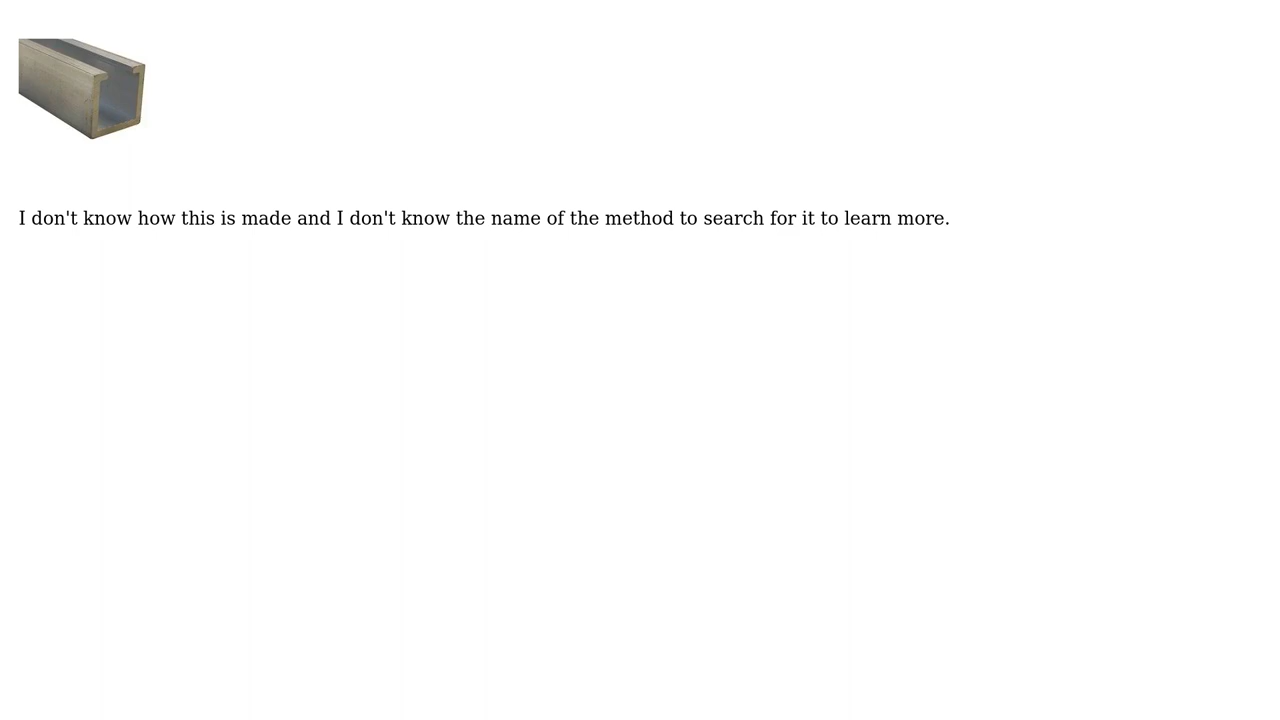 I don't know how this is made and I don't know the name of the method to search for it to learn more.